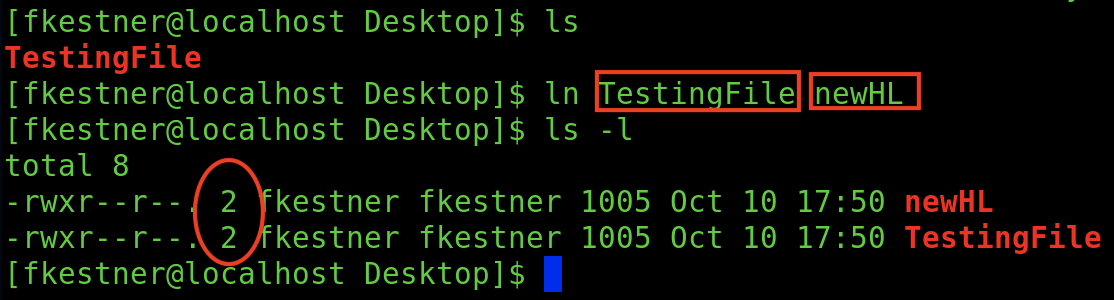 [fkestner@localhost Desktop]$ ls
TestingFile
[fkestner@localhost Desktop]$ ln TestingFile newHL
[fkestner@localhost Desktop]$ ls -l
total 8
-rwxr--r--. 2 fkestner fkestner 1005 Oct 10 17:50 newHL
-rwxr--r--. 2 fkestner fkestner 1005 Oct 10 17:50 TestingFile
[fkestner@localhost Desktop]$